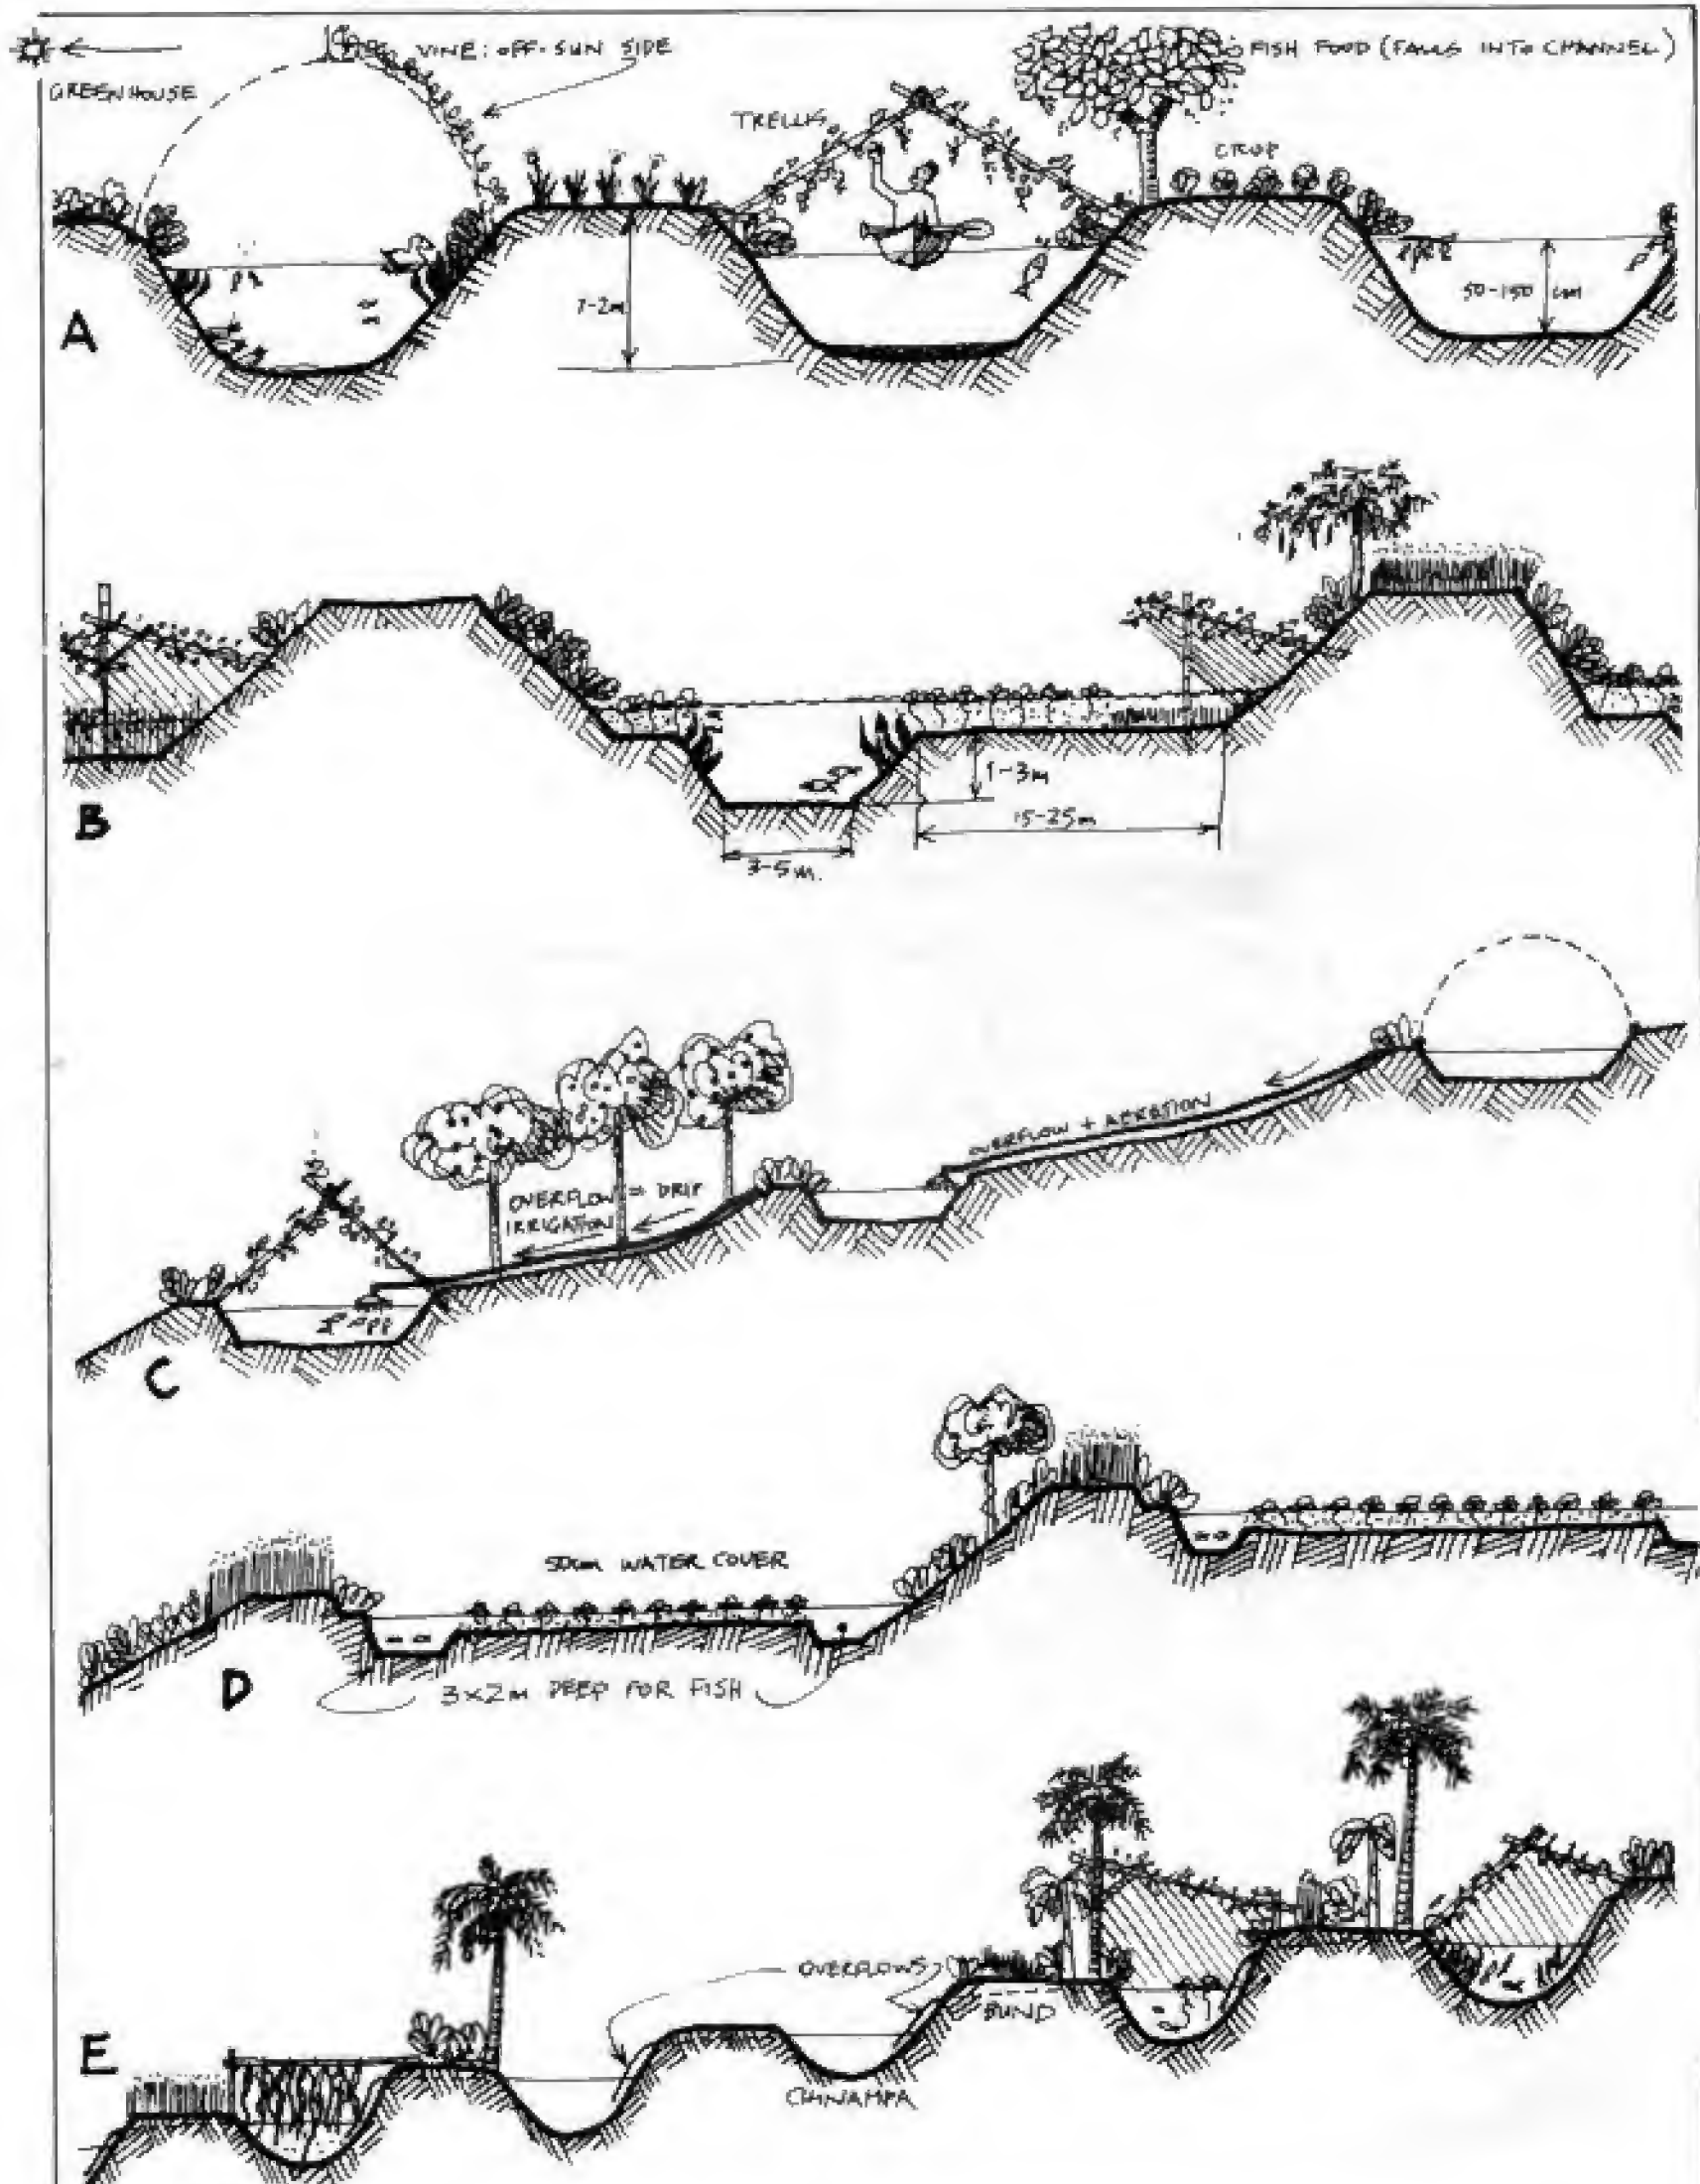 VINE: OFF-SUN SIDE
FISH FOOD (FALLS INTO CHANNEL)
GREENHOUSE
TRELLIS
CROP
1-2m
50-150 cm
A
1-3m
15-25m
3-5m.
B
OVERFLOW + AERATION
OVERFLOW = DRIP
IRRIGATION
C
50cm WATER COVER
D
3x2m DEEP FOR FISH
OVERFLOWS
BUND
E
CHINAMPA